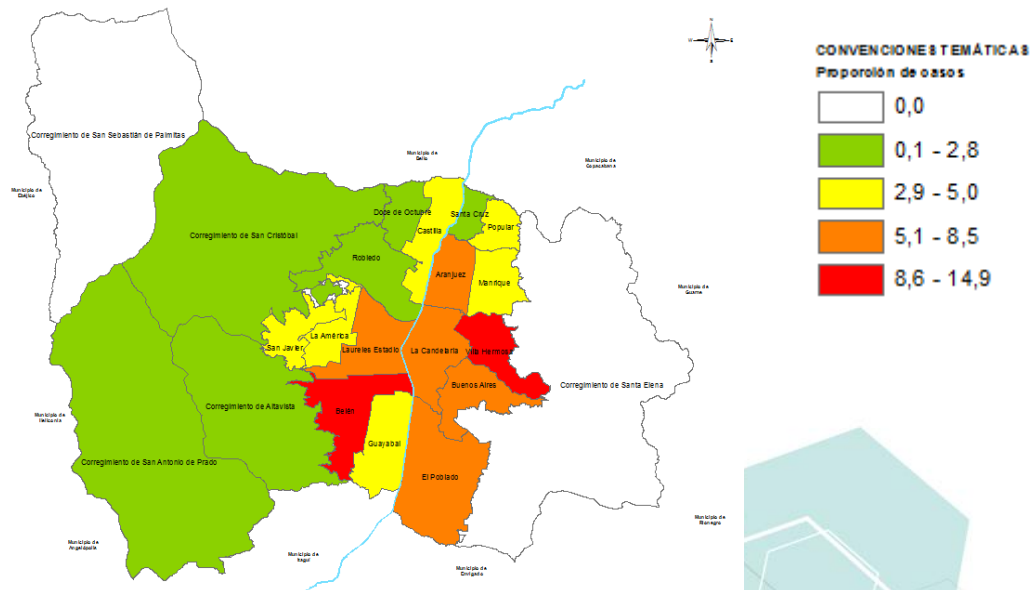 N
W
E
S
CONVENCIONES TEMÁTICAS
Proporción de casos
0,0
0,1 - 2,8
2,9 - 5,0
5,1 - 8,5
8,6 - 14,9
Corregimiento de San Sebastián de Palmitas
Municipio de
Bello
Municipio de
Copacabana
Municipio de
Ebéjico
Doce de Octubre
Santa Cruz
Popular
Castilla
Corregimiento de San Cristóbal
Robledo
Aranjuez
Manrique
Municipio de
Guarne
La América
San Javier
Laureles Estadio
La Candelaria
Villa Hermosa
Buenos Aires
Corregimiento de Santa Elena
Municipio de
Heliconia
Corregimiento de Altavista
Belén
Guayabal
Corregimiento de San Antonio de Prado
El Poblado
Municipio de
Rionegro
Municipio de
Angelópolis
Municipio de
Itagüí
Municipio de
Envigado